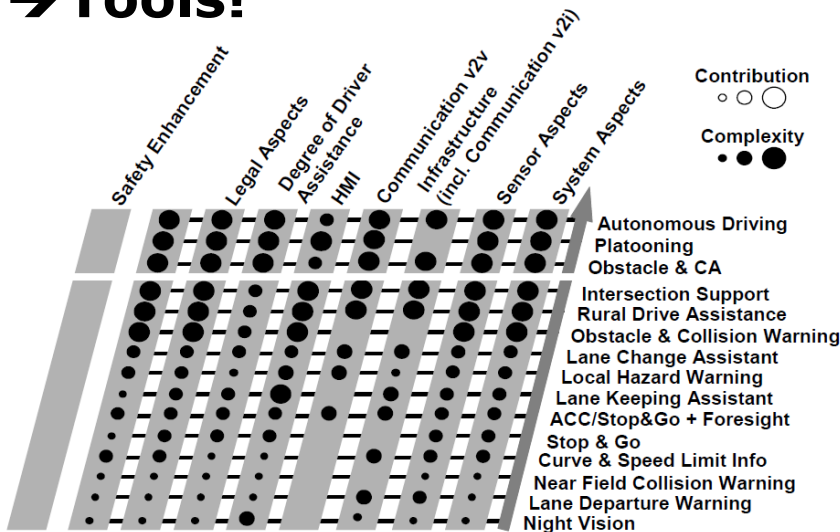 →Tools!
Safety Enhancement
Legal Aspects
Degree of Driver
Assistance
HMI
Communication v2v
Infrastructure
(incl. Communication v2i)
Sensor Aspects
System Aspects
Contribution
Complexity
Autonomous Driving
Platooning
Obstacle & CA
Intersection Support
Rural Drive Assistance
Obstacle & Collision Warning
Lane Change Assistant
Local Hazard Warning
Lane Keeping Assistant
ACC/Stop&Go + Foresight
Stop & Go
Curve & Speed Limit Info
Near Field Collision Warning
Lane Departure Warning
Night Vision